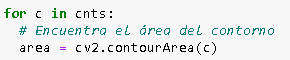 for c in cnts:
  # Encuentra el área del contorno
  area = cv2.contourArea(c)